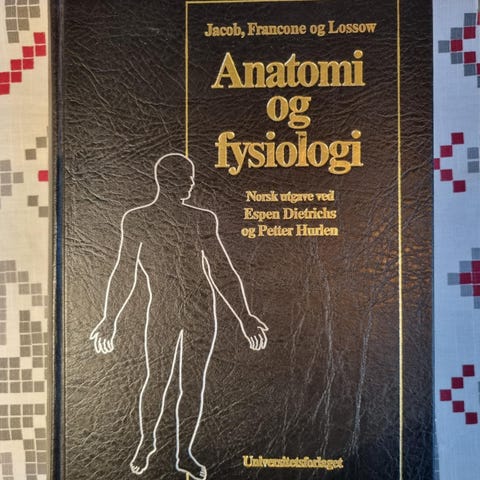 Jacob, Francone og Lossow
Anatomi
og
fysiologi
Norsk utgave ved
Espen Dietrichs
og Petter Hurlen
Universitetsforlaget